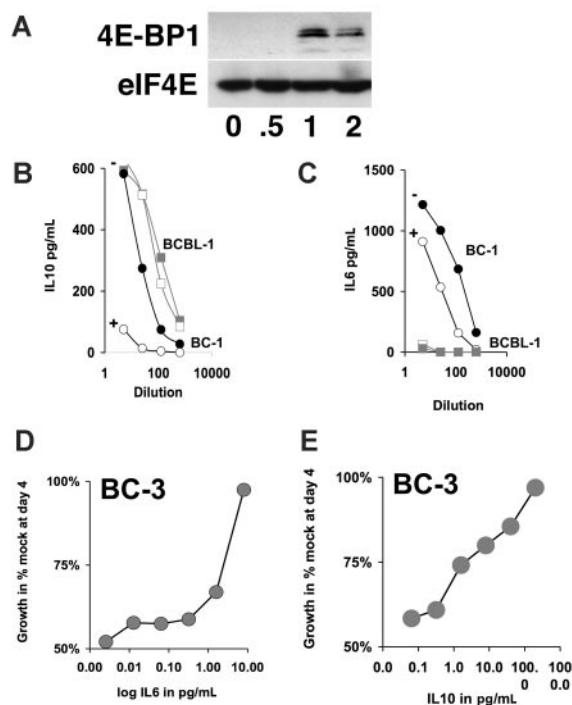 A
4E-BP1
eIF4E
0 .5 1 2
B
IL10 pg/mL
600
400
200
0
-
+
BCBL-1
BC-1
1 100 10000
Dilution
C
IL6 pg/mL
1500
1000
500
0
-
+
BC-1
BCBL-1
1 100 10000
Dilution
D
BC-3
Growth in % mock at day 4
100%
75%
50%
0.00 0.01 0.10 1.00 10.00
log IL6 in pg/mL
E
BC-3
Growth in % mock at day 4
100%
75%
50%
0.0 0.1 1.0 10.0 100. 100
0 0.0
IL10 in pg/mL